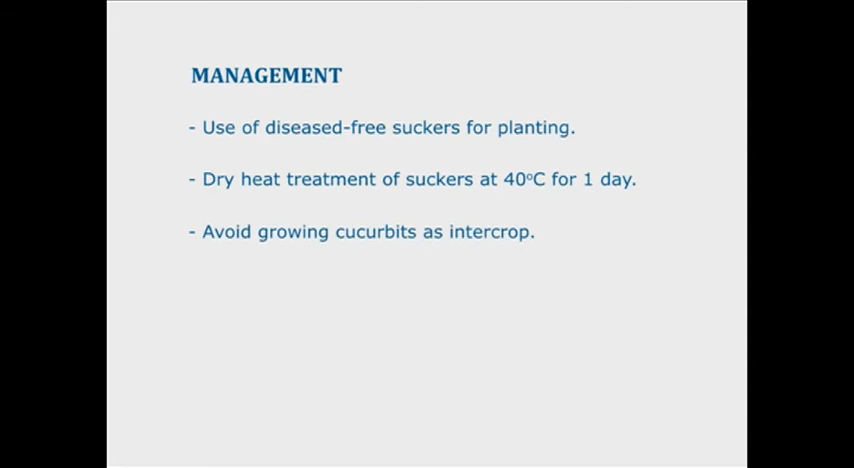 MANAGEMENT
- Use of diseased-free suckers for planting.
- Dry heat treatment of suckers at 40°C for 1 day.
- Avoid growing cucurbits as intercrop.